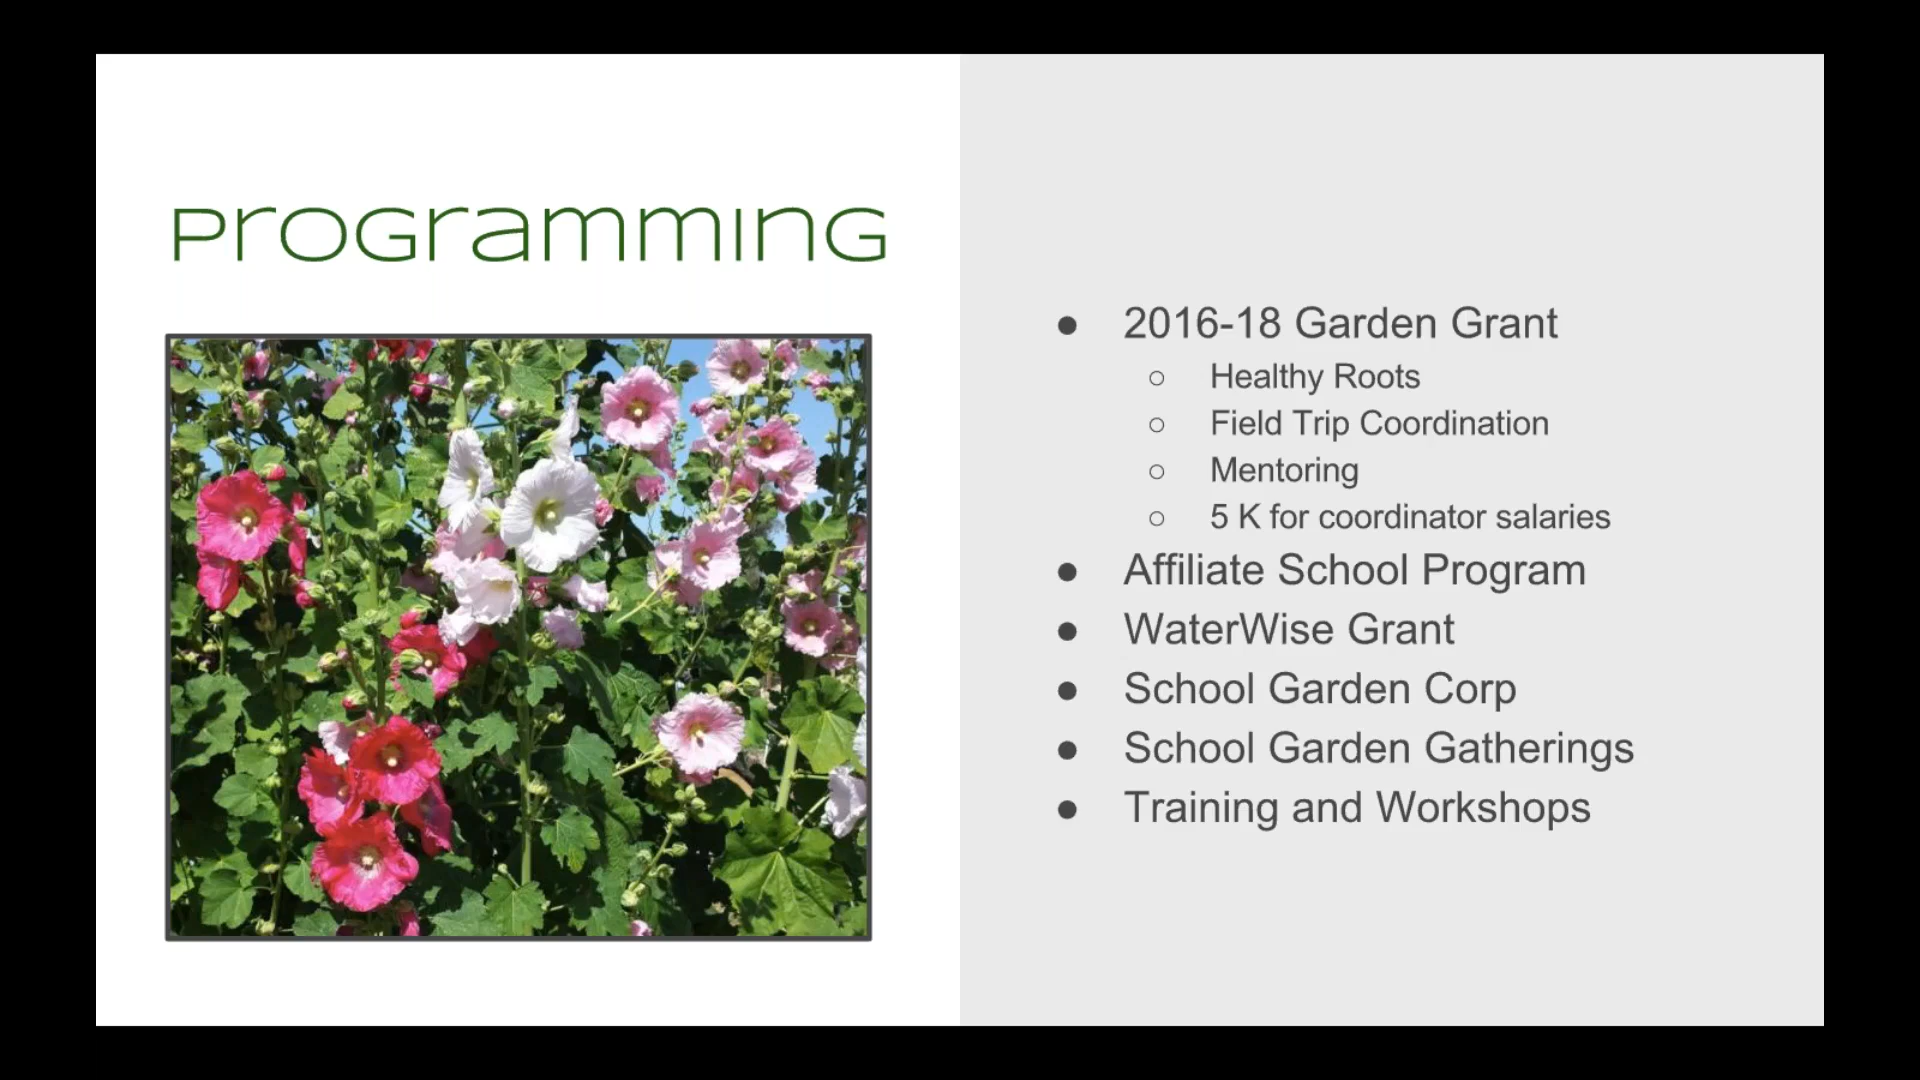 Programming
● 2016-18 Garden Grant
○ Healthy Roots
○ Field Trip Coordination
○ Mentoring
○ 5 K for coordinator salaries
● Affiliate School Program
● WaterWise Grant
● School Garden Corp
● School Garden Gatherings
● Training and Workshops